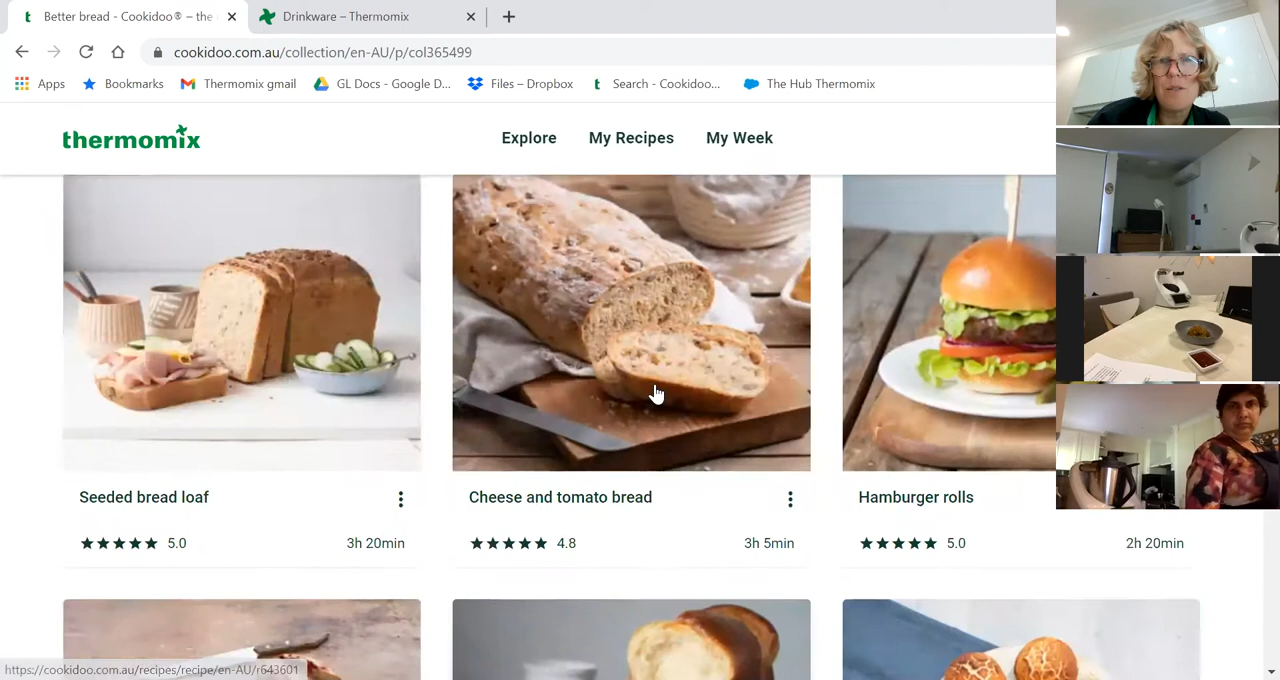 Better bread - Cookidoo® – the
Drinkware – Thermomix
cookidoo.com.au/collection/en-AU/p/col365499
Apps Bookmarks Thermomix gmail GL Docs - Google D... Files – Dropbox Search - Cookidoo... The Hub Thermomix
thermomix Explore My Recipes My Week
Seeded bread loaf
5.0 3h 20min
Cheese and tomato bread
4.8 3h 5min
Hamburger rolls
5.0 2h 20min
https://cookidoo.com.au/recipes/recipe/en-AU/r643601